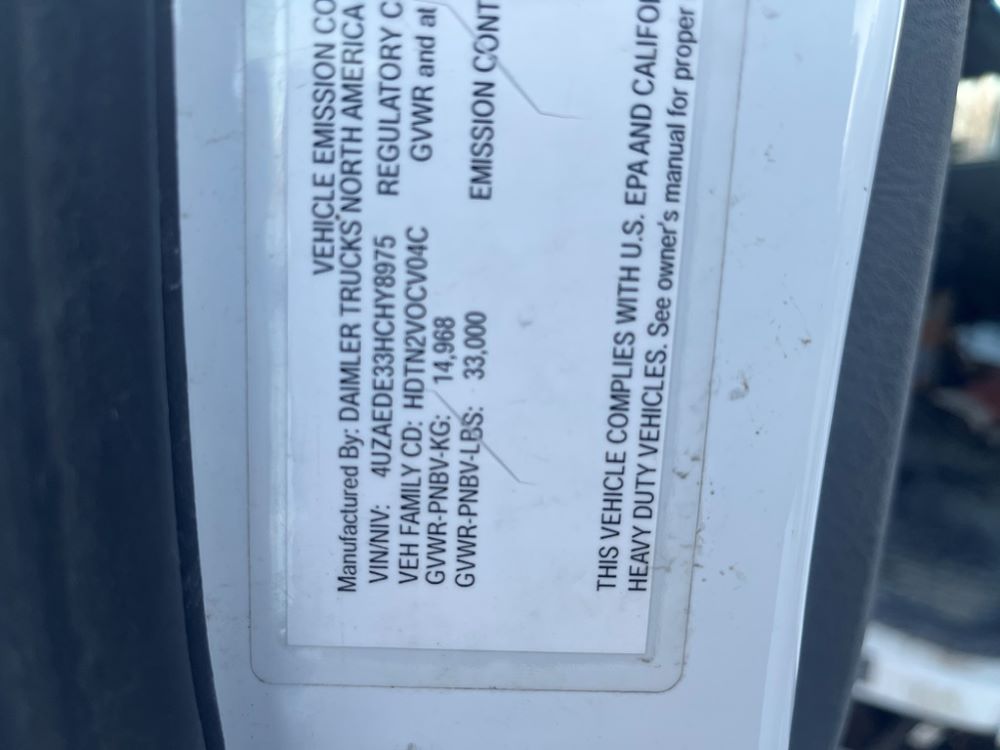 VEHICLE EMISSION CO
Manufactured By: DAIMLER TRUCKS NORTH AMERICA
VIN/NIV: 4UZAEDE33HCHY8975 REGULATORY C
VEH FAMILY CD: HDTN2VOCV04C GVWR and at
GVWR-PNBV-KG: 14,968
GVWR-PNBV-LBS: 33,000 EMISSION CONT
THIS VEHICLE COMPLIES WITH U.S. EPA AND CALIFOR
HEAVY DUTY VEHICLES. See owner's manual for proper